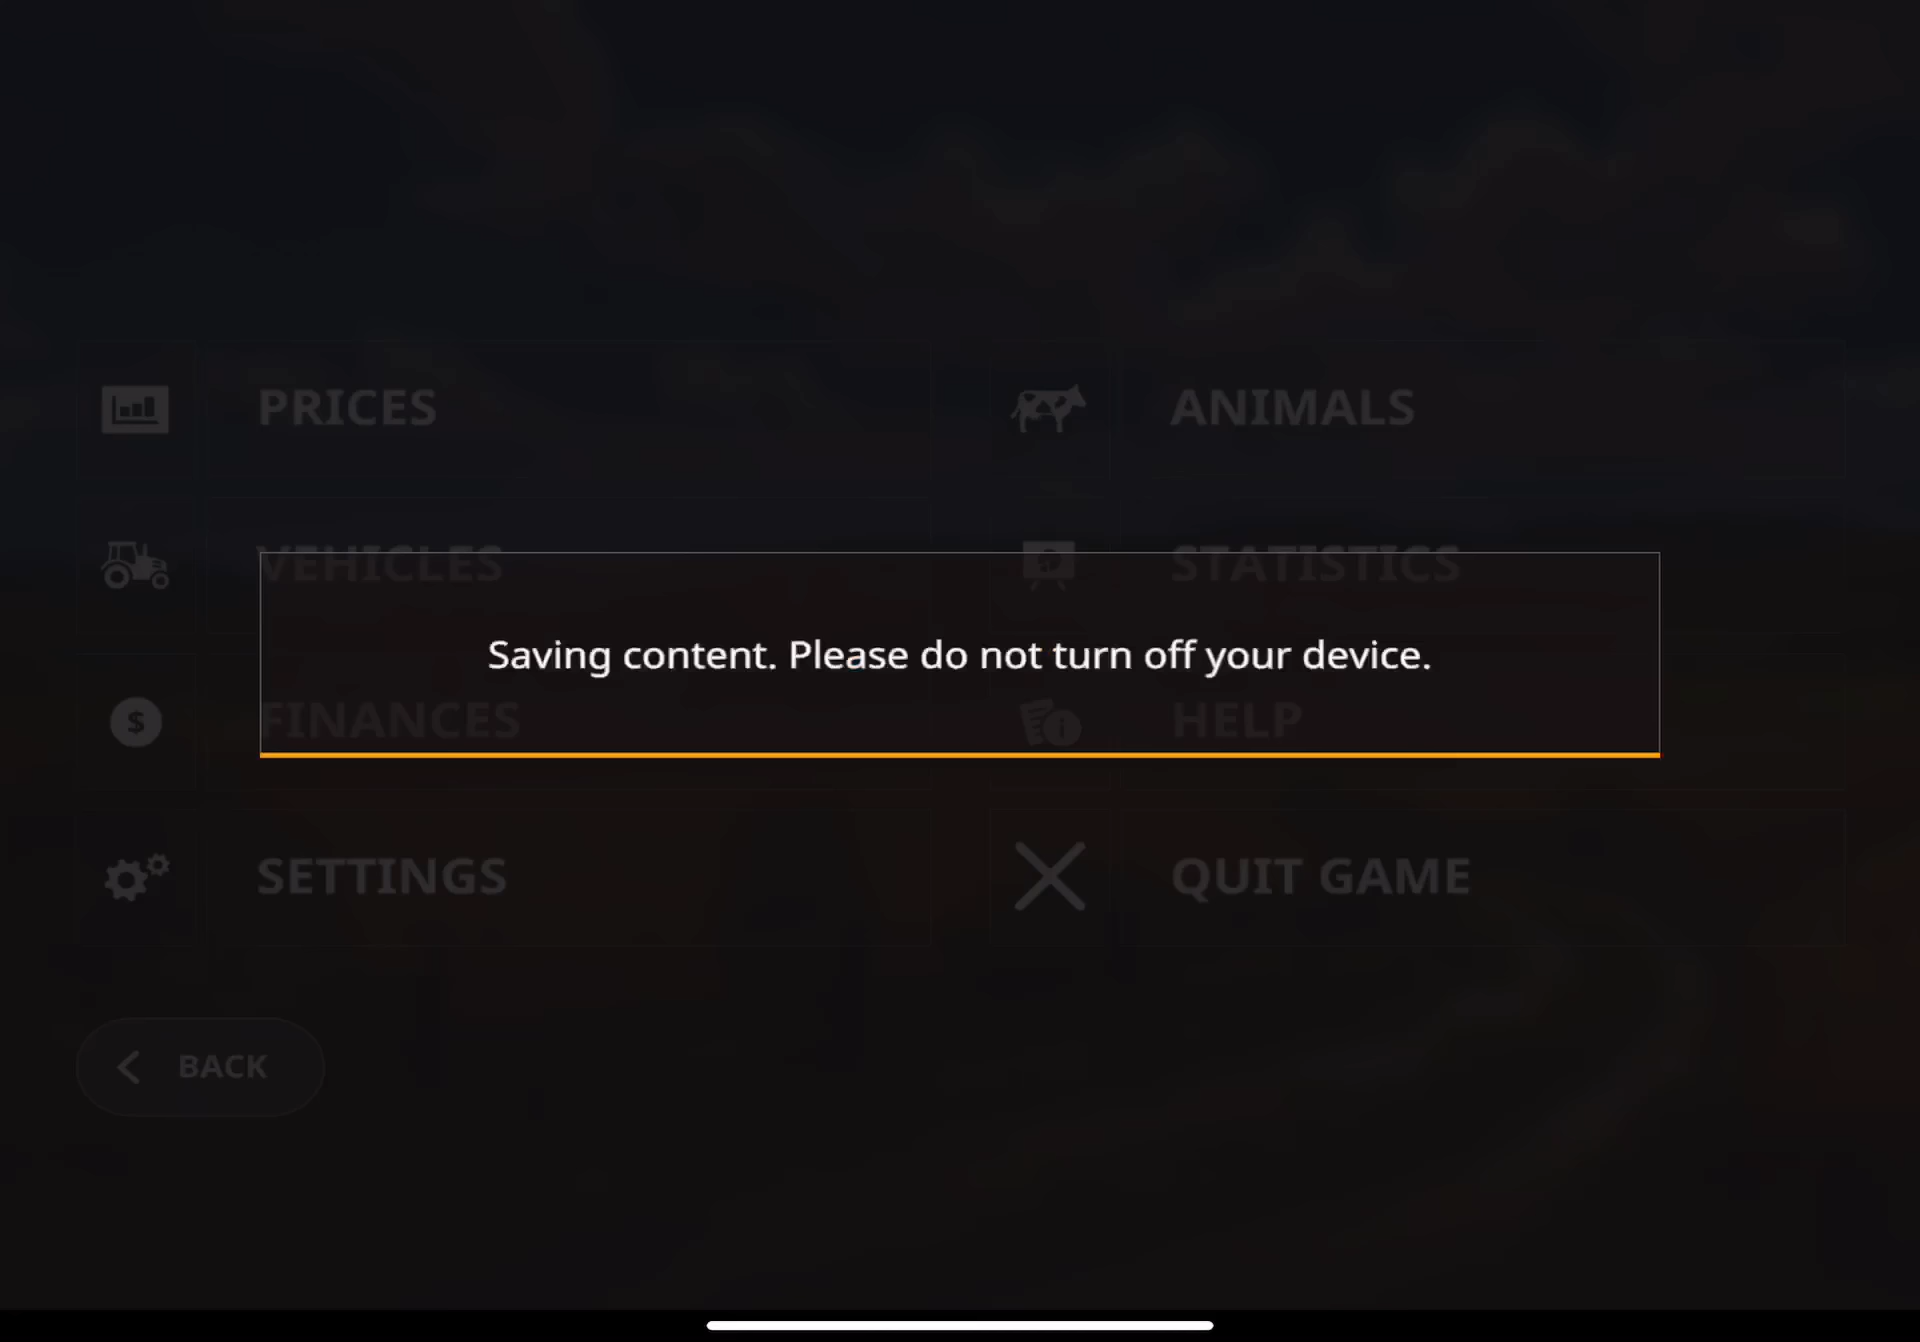 PRICES
ANIMALS
VEHICLES
STATISTICS
Saving content. Please do not turn off your device.
FINANCES
HELP
SETTINGS
QUIT GAME
BACK